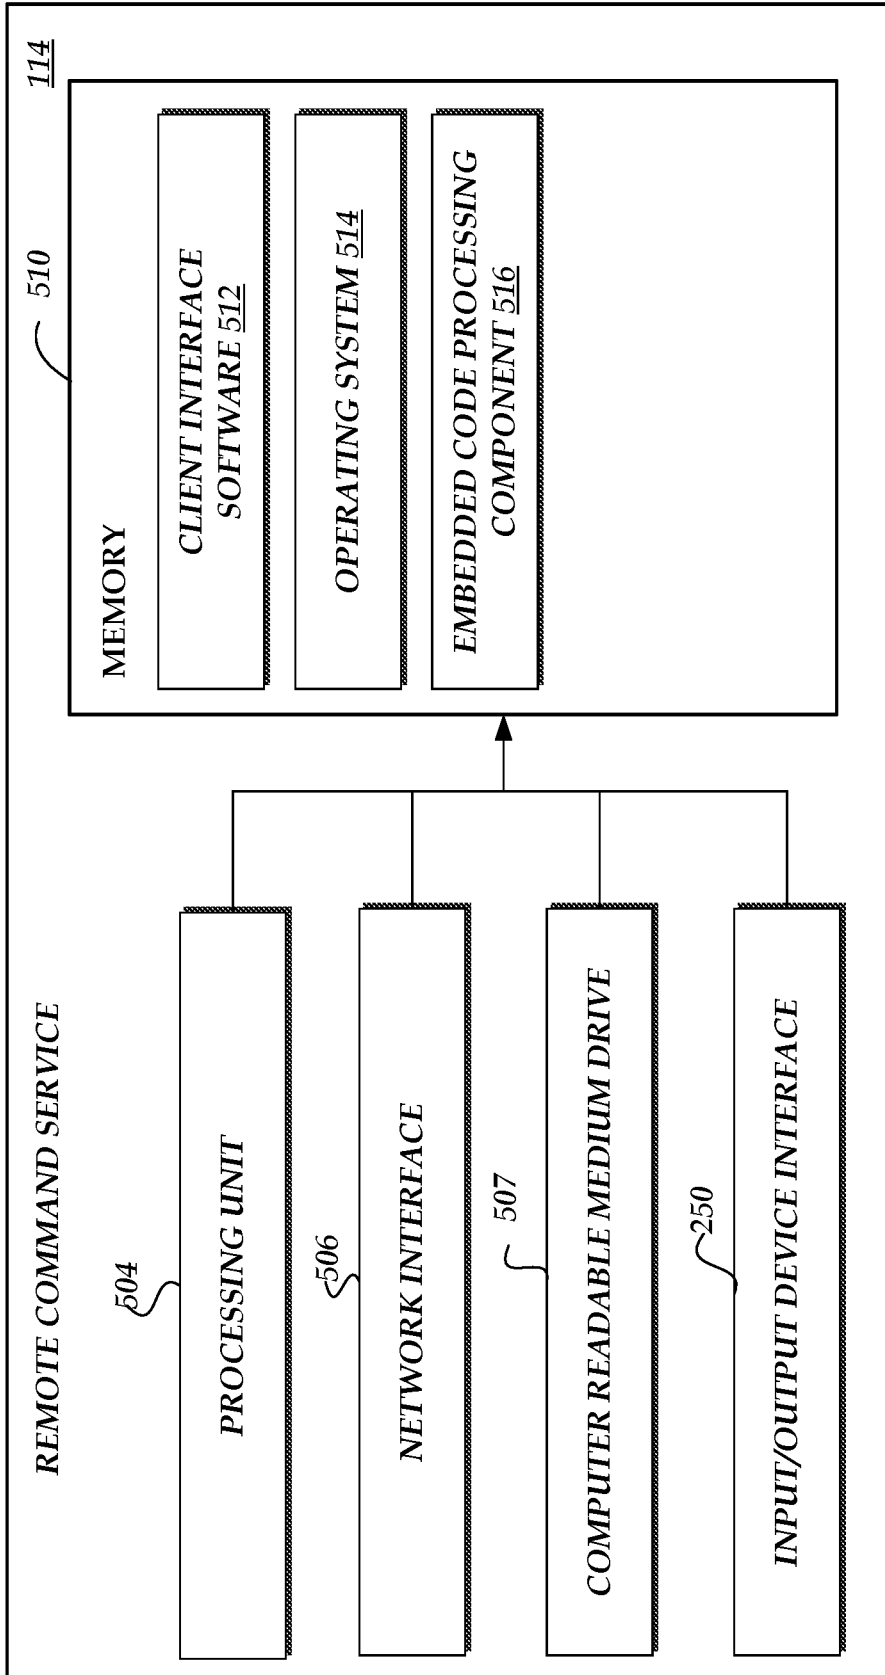 REMOTE COMMAND SERVICE
114
504
PROCESSING UNIT
506
NETWORK INTERFACE
507
COMPUTER READABLE MEDIUM DRIVE
250
INPUT/OUTPUT DEVICE INTERFACE
510
MEMORY
CLIENT INTERFACE
SOFTWARE 512
OPERATING SYSTEM 514
EMBEDDED CODE PROCESSING
COMPONENT 516